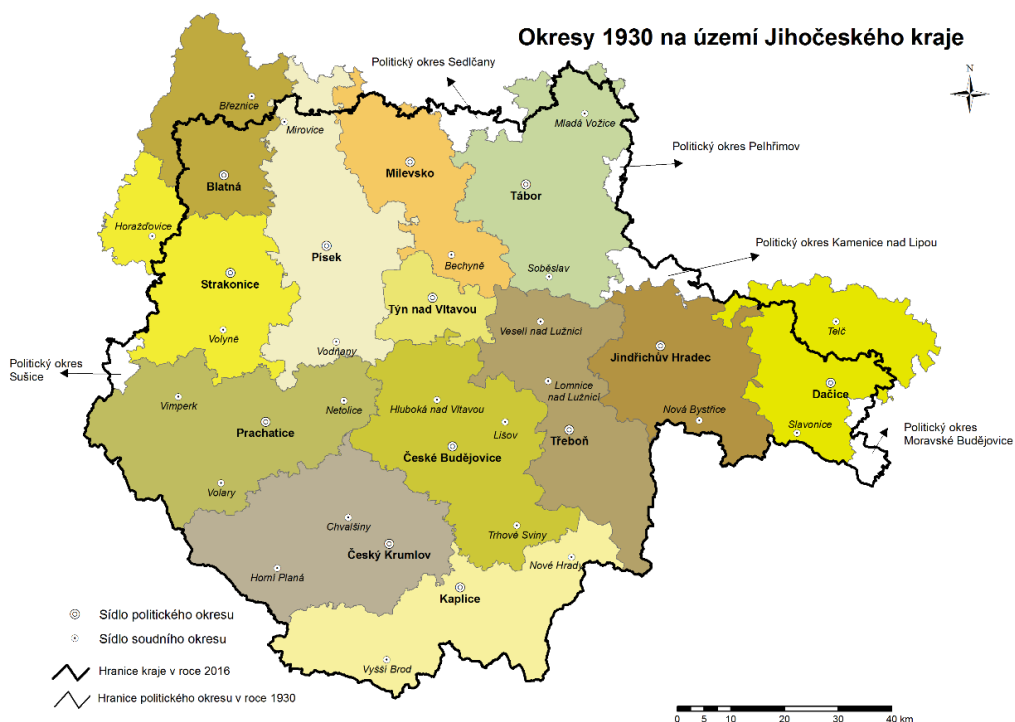 Okresy 1930 na území Jihočeského kraje
Politický okres Sedlčany
N
Březnice
Mirovice
Mladá Vožice
Politický okres Pelhřimov
Milevsko
Blatná
Tábor
Horažďovice
Politický okres Kamenice nad Lipou
Písek
Bechyně
Strakonice
Soběslav
Týn nad Vltavou
Veselí nad Lužnicí
Telč
Volyně
Vodňany
Jindřichův Hradec
Politický okres
Sušice
Lomnice
nad Lužnicí
Dačice
Vimperk
Netolice
Hluboká nad Vltavou
Nová Bystřice
Lišov
Slavonice
Prachatice
Třeboň
Politický okres
Moravské Budějovice
České Budějovice
Volary
Chvalšiny
Trhové Sviny
Český Krumlov
Nové Hrady
Horní Planá
Kaplice
Vyšší Brod
Sídlo politického okresu
Sídlo soudního okresu
Hranice kraje v roce 2016
Hranice politického okresu v roce 1930
0 5 10 20 30 40 km